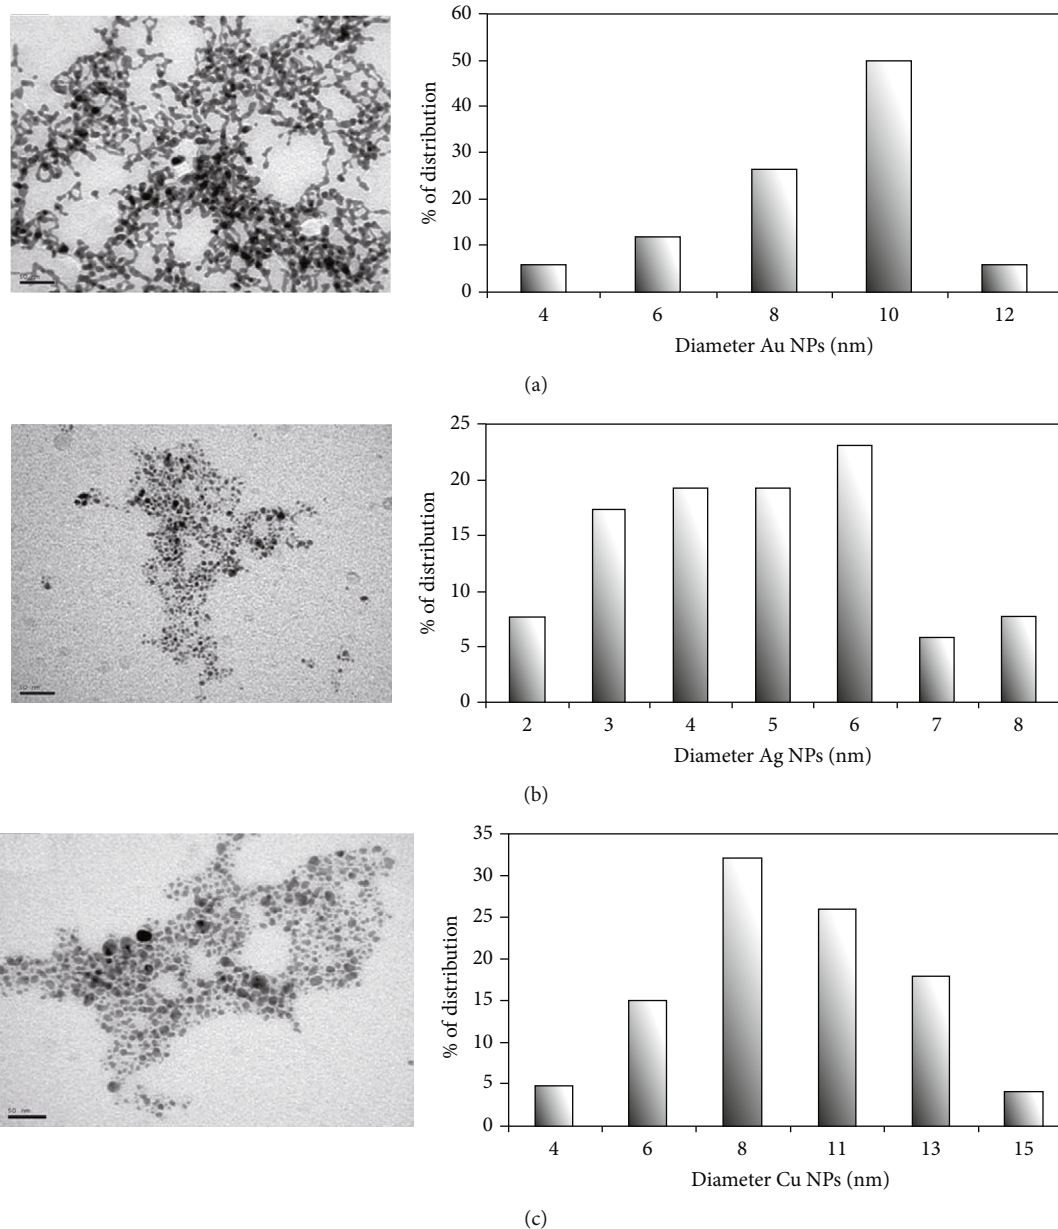 60
50
40
30
20
10
0
% of distribution
4 6 8 10 12
Diameter Au NPs (nm)
50 nm
(a)
25
20
15
10
5
0
% of distribution
2 3 4 5 6 7 8
Diameter Ag NPs (nm)
50 nm
(b)
35
30
25
20
15
10
5
0
% of distribution
4 6 8 11 13 15
Diameter Cu NPs (nm)
50 nm
(c)